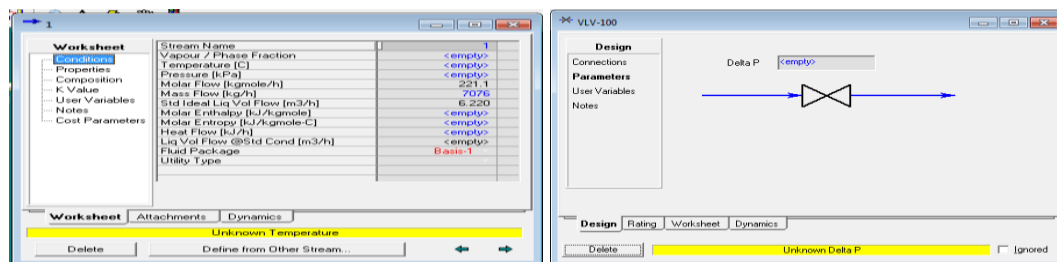 1
Worksheet
Conditions
Properties
Composition
K Value
User Variables
Notes
Cost Parameters
Stream Name 1
Vapour / Phase Fraction <empty>
Temperature [C] <empty>
Pressure [kPa] <empty>
Molar Flow [kgmole/h] 221.1
Mass Flow [kg/h] 7076
Std Ideal Liq Vol Flow [m3/h] 6.220
Molar Enthalpy [kJ/kgmole] <empty>
Molar Entropy [kJ/kgmole-C] <empty>
Heat Flow [kJ/h] <empty>
Liq Vol Flow @Std Cond [m3/h] <empty>
Fluid Package Basis-1
Utility Type
Worksheet Attachments Dynamics
Unknown Temperature
Delete Define from Other Stream...
VLV-100
Design
Connections
Parameters
User Variables
Notes
Delta P <empty>
Design Rating Worksheet Dynamics
Delete Unknown Delta P Ignored